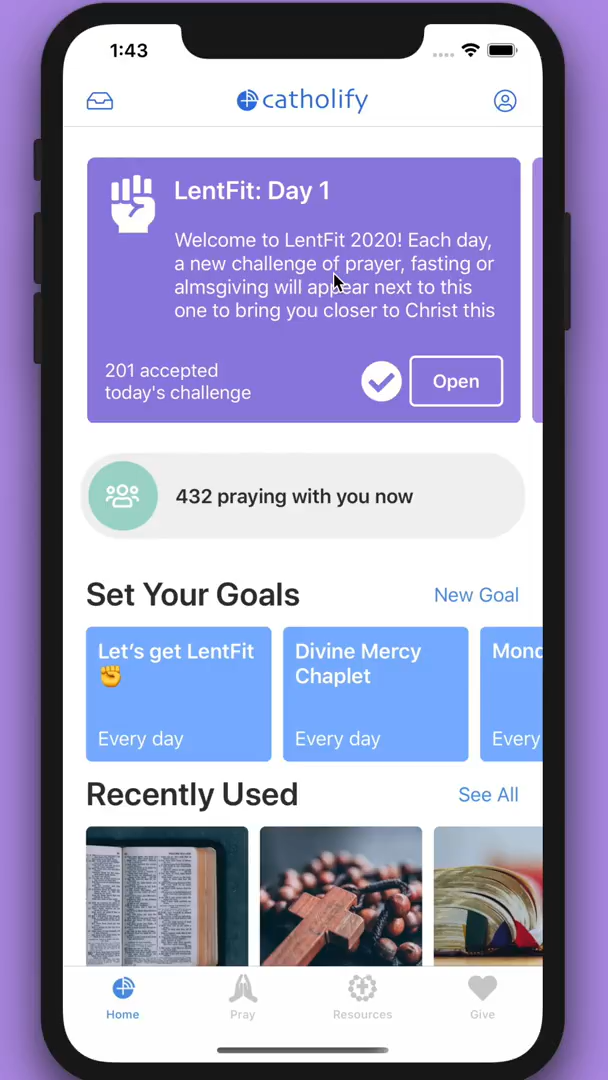 1:43
catholify
LentFit: Day 1
Welcome to LentFit 2020! Each day,
a new challenge of prayer, fasting or
almsgiving will appear next to this
one to bring you closer to Christ this
201 accepted
today's challenge
Open
432 praying with you now
Set Your Goals
New Goal
Let’s get LentFit
✊
Every day
Divine Mercy
Chaplet
Every day
Mond
Every
Recently Used
See All
Home
Pray
Resources
Give